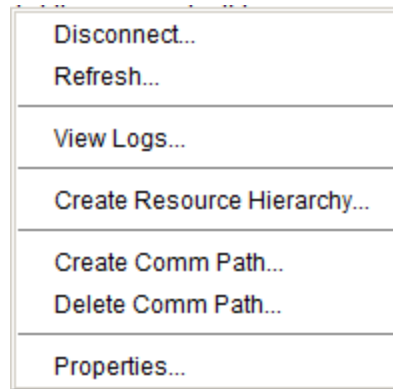 Disconnect...
Refresh...
View Logs...
Create Resource Hierarchy...
Create Comm Path...
Delete Comm Path...
Properties...